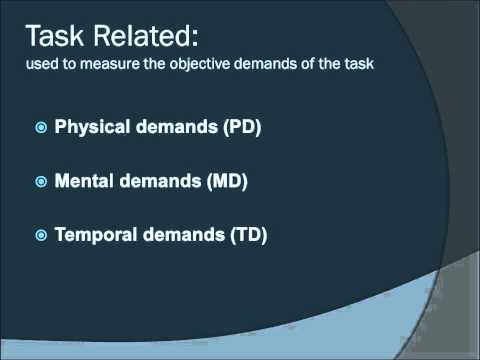 Task Related:
used to measure the objective demands of the task
Physical demands (PD)
Mental demands (MD)
Temporal demands (TD)